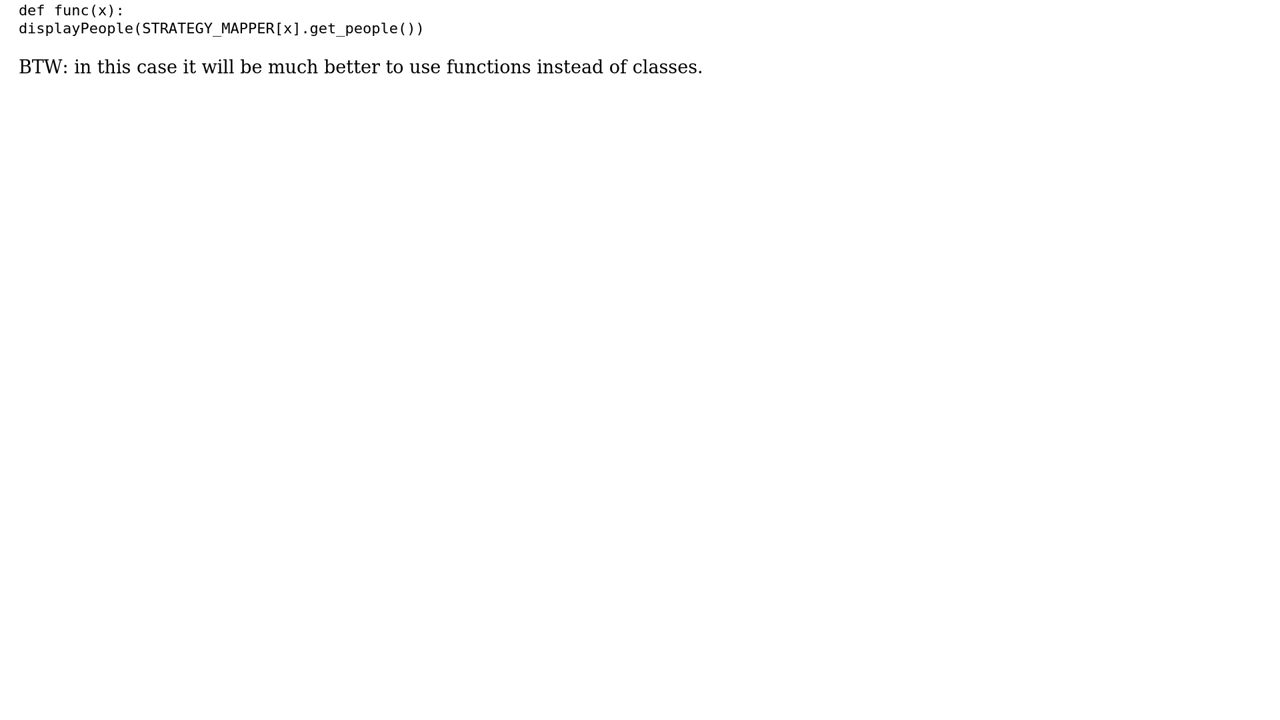 def func(x):
displayPeople(STRATEGY_MAPPER[x].get_people())
BTW: in this case it will be much better to use functions instead of classes.